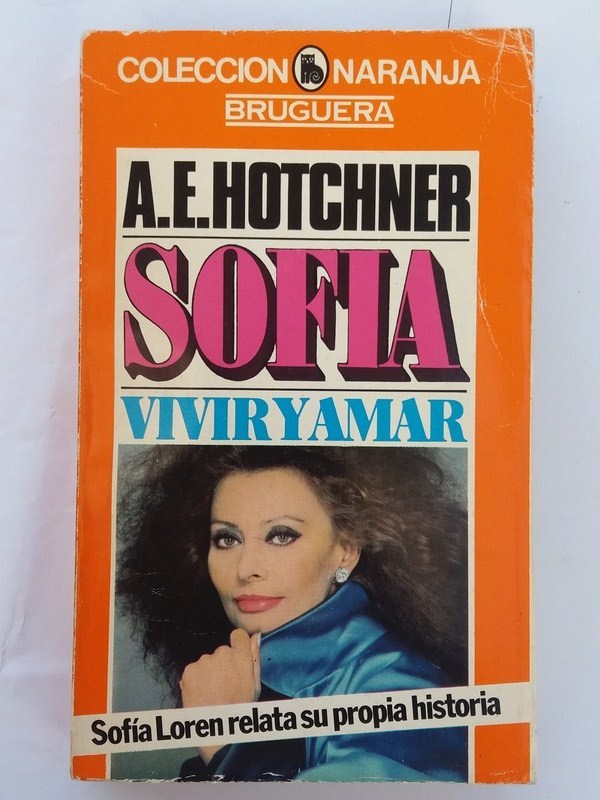 COLECCION NARANJA
BRUGUERA
A.E.HOTCHNER
SOFIA
VIVIR Y AMAR
Sofía Loren relata su propia historia